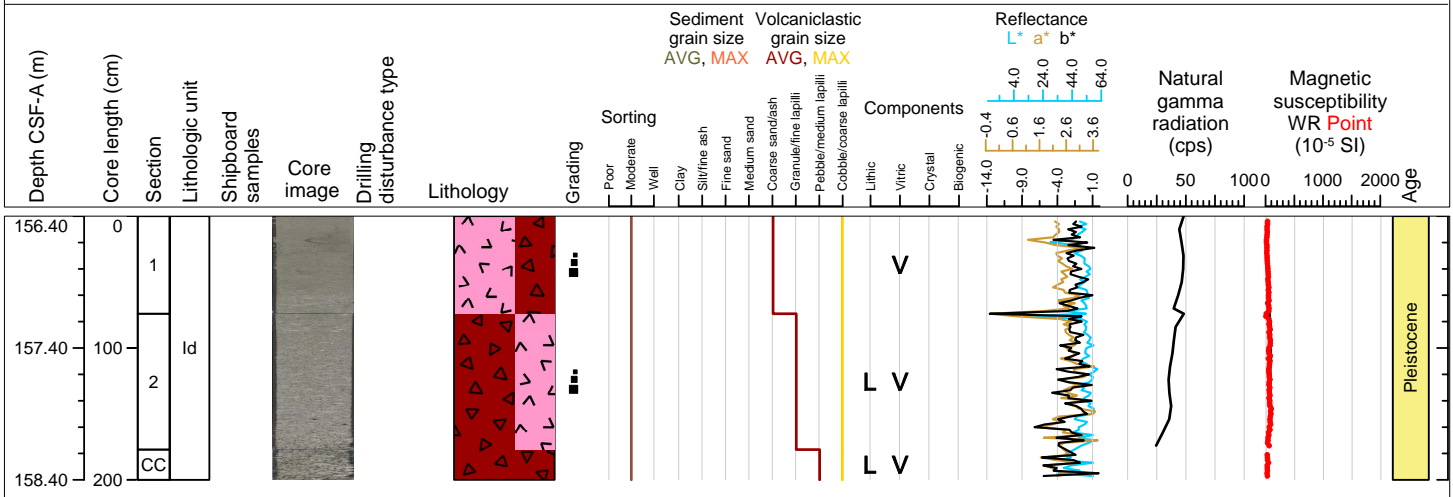 Depth CSF-A (m)
Core length (cm)
Section
Lithologic unit
Shipboard
samples
Core
image
Drilling
disturbance type
Lithology
Grading
Sorting
Poor
Moderate
Well
Sediment
grain size
AVG, MAX
Volcaniclastic
grain size
AVG, MAX
Clay
Silt/fine ash
Fine sand
Medium sand
Coarse sand/ash
Granule/fine lapilli
Pebble/medium lapilli
Cobble/coarse lapilli
Components
Lithic
Vitric
Crystal
Biogenic
Reflectance
L* a* b*
4.0 24.0 44.0 64.0
-0.4 0.6 1.6 2.6 3.6
-14.0 -9.0 -4.0 1.0
Natural
gamma
radiation
(cps)
0 50 100
Magnetic
susceptibility
WR Point
(10-5 SI)
0 1000 2000
Age
156.40 0
1
V
157.40 100
Id
2
L V
Pleistocene
CC
L V
158.40 200